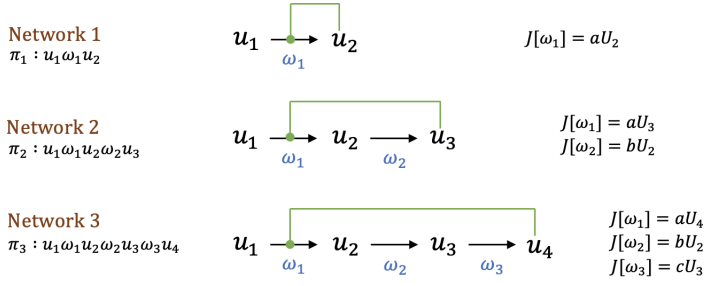 Network 1
π₁ : u₁ω₁u₂
u₁ u₂
ω₁
J[ω₁] = aU₂
Network 2
π₂ : u₁ω₁u₂ω₂u₃
u₁ u₂ u₃
ω₁ ω₂
J[ω₁] = aU₃
J[ω₂] = bU₂
Network 3
π₃ : u₁ω₁u₂ω₂u₃ω₃u₄
u₁ u₂ u₃ u₄
ω₁ ω₂ ω₃
J[ω₁] = aU₄
J[ω₂] = bU₂
J[ω₃] = cU₃